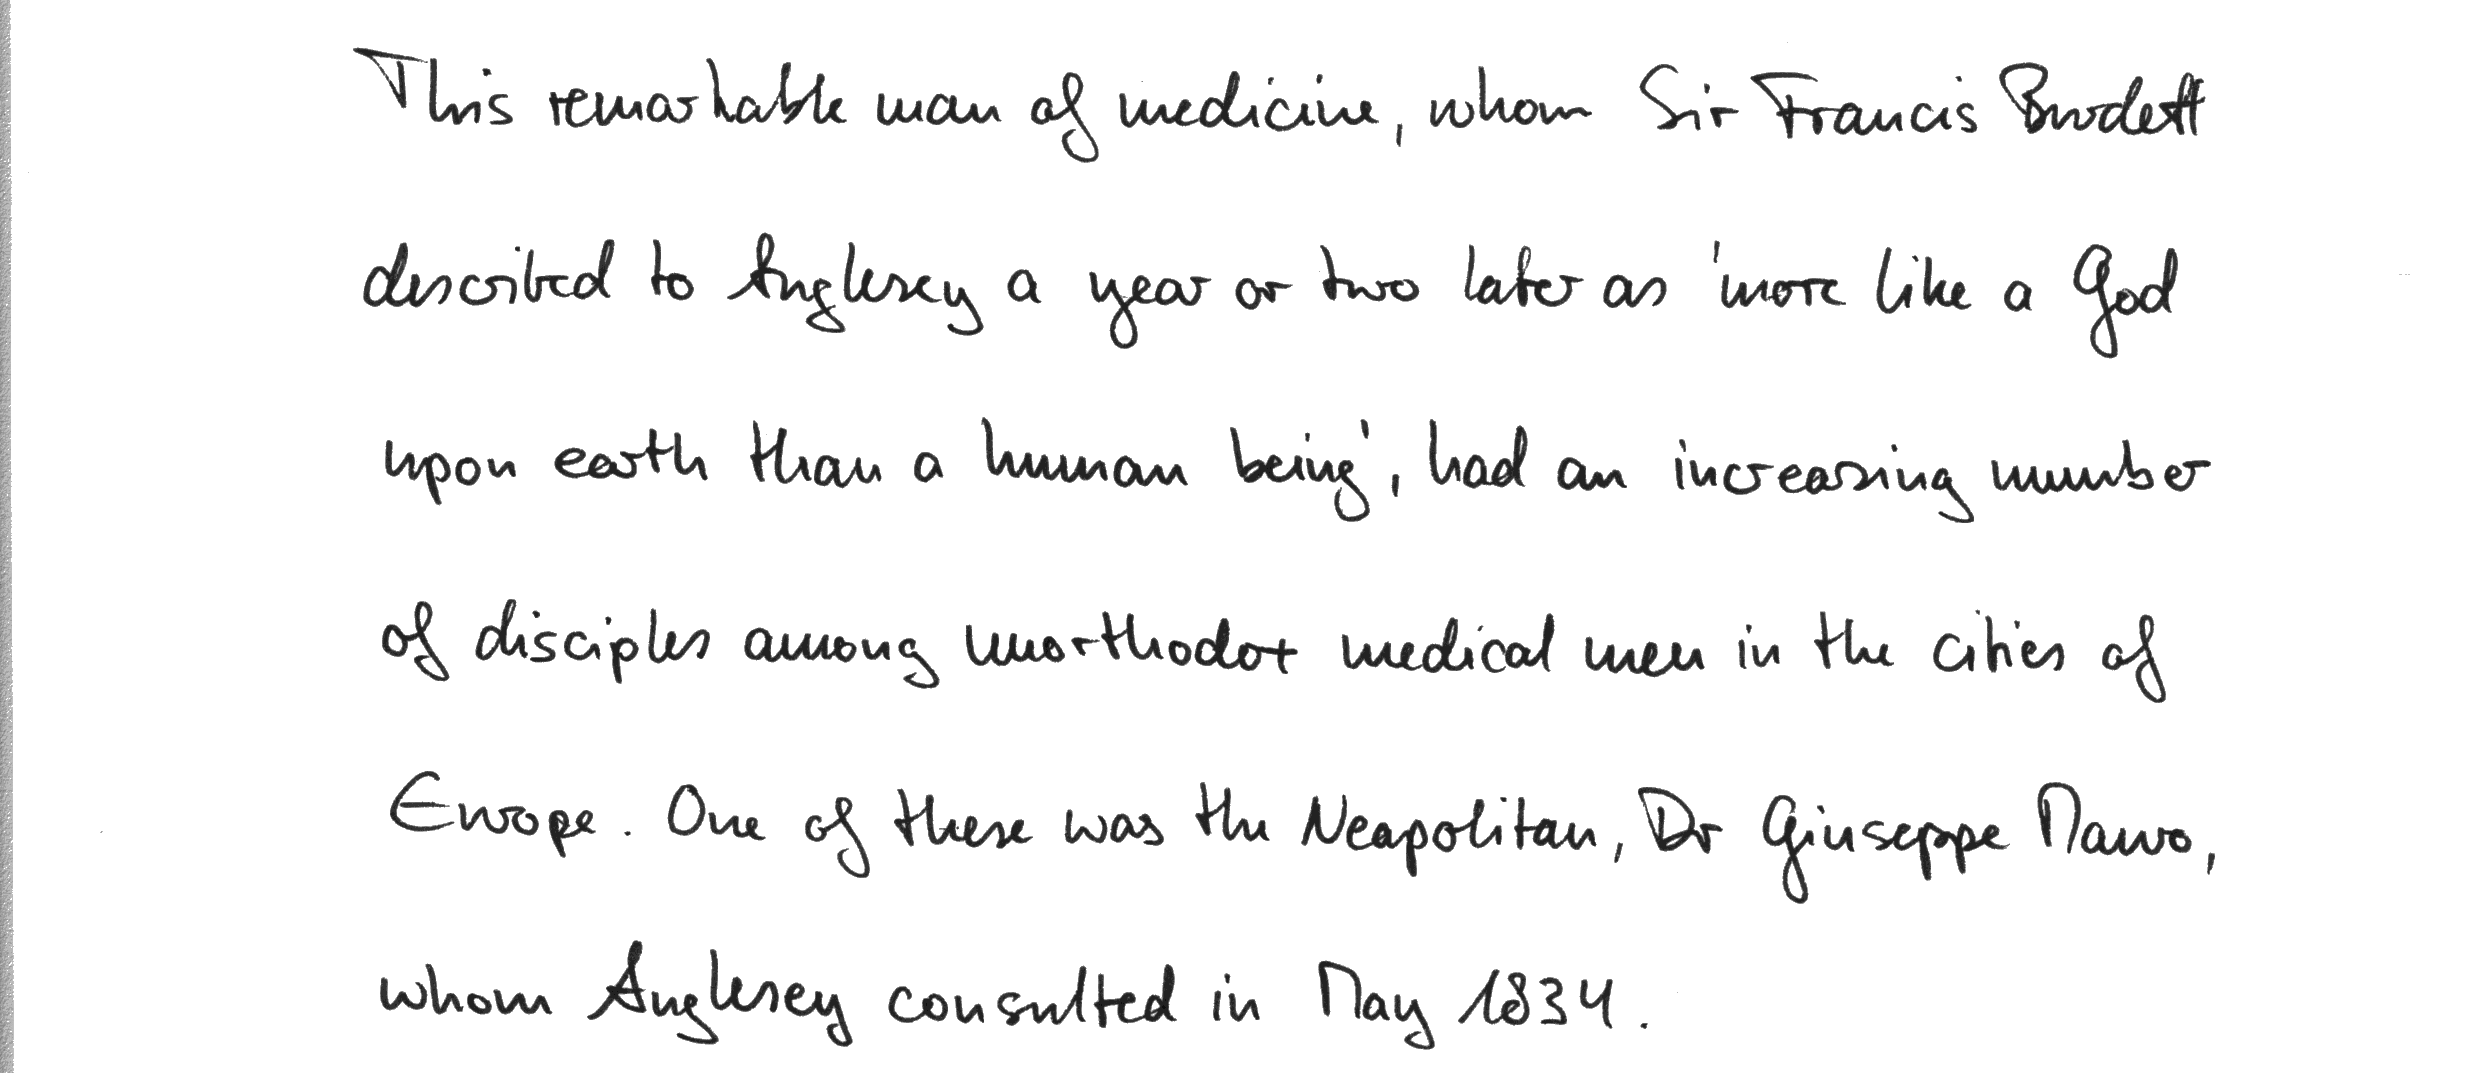 This remarkable man of medicine, whom Sir Francis Burdett
described to Anglesey a year or two later as 'more like a God
upon earth than a human being', had an increasing number
of disciples among unorthodox medical men in the cities of
Europe. One of these was the Neapolitan, Dr Giuseppe Mauro,
whom Anglesey consulted in May 1834.